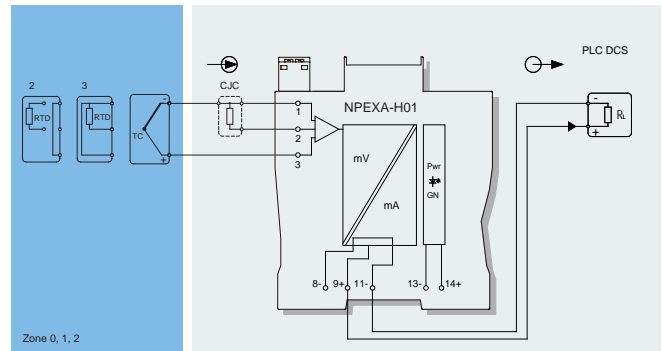 PLC DCS
2 3 CJC
NPEXA-H01
- -
RTD RTD TC 1 RL
2 +
+ 3
mV Pwr
mA GN
8- 9+ 11- 13- 14+
Zone 0, 1, 2